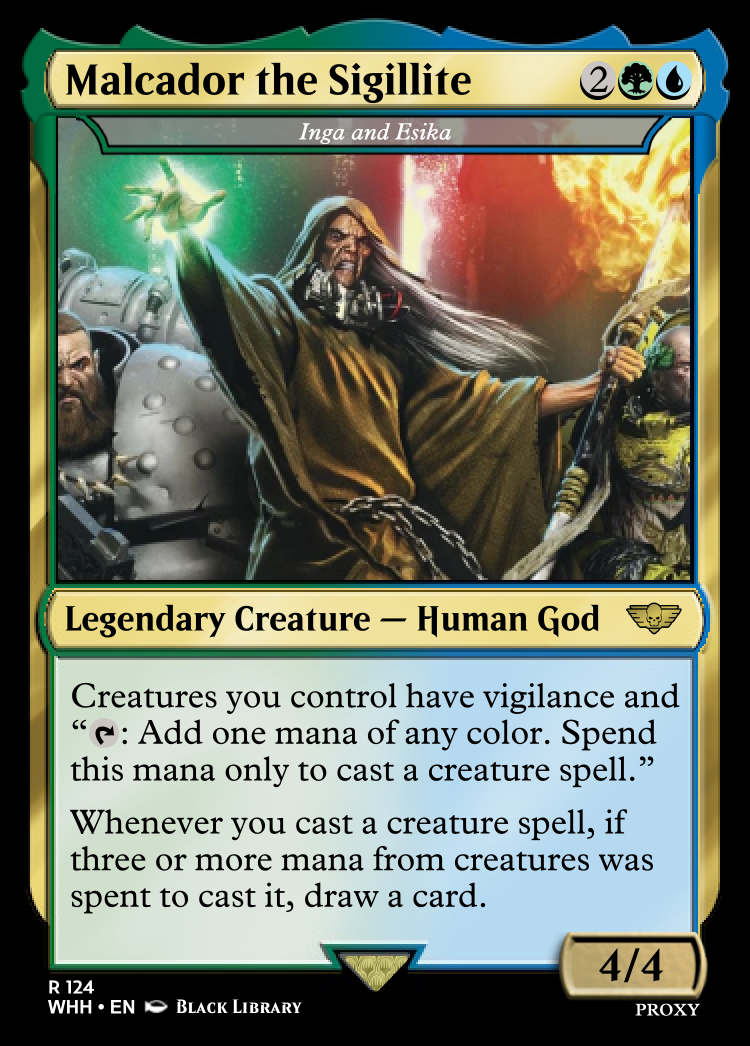 Malcador the Sigillite 2
Inga and Esika
Legendary Creature — Human God
Creatures you control have vigilance and
“: Add one mana of any color. Spend
this mana only to cast a creature spell.”
Whenever you cast a creature spell, if
three or more mana from creatures was
spent to cast it, draw a card.
4/4
R 124
WHH • EN Black Library
PROXY